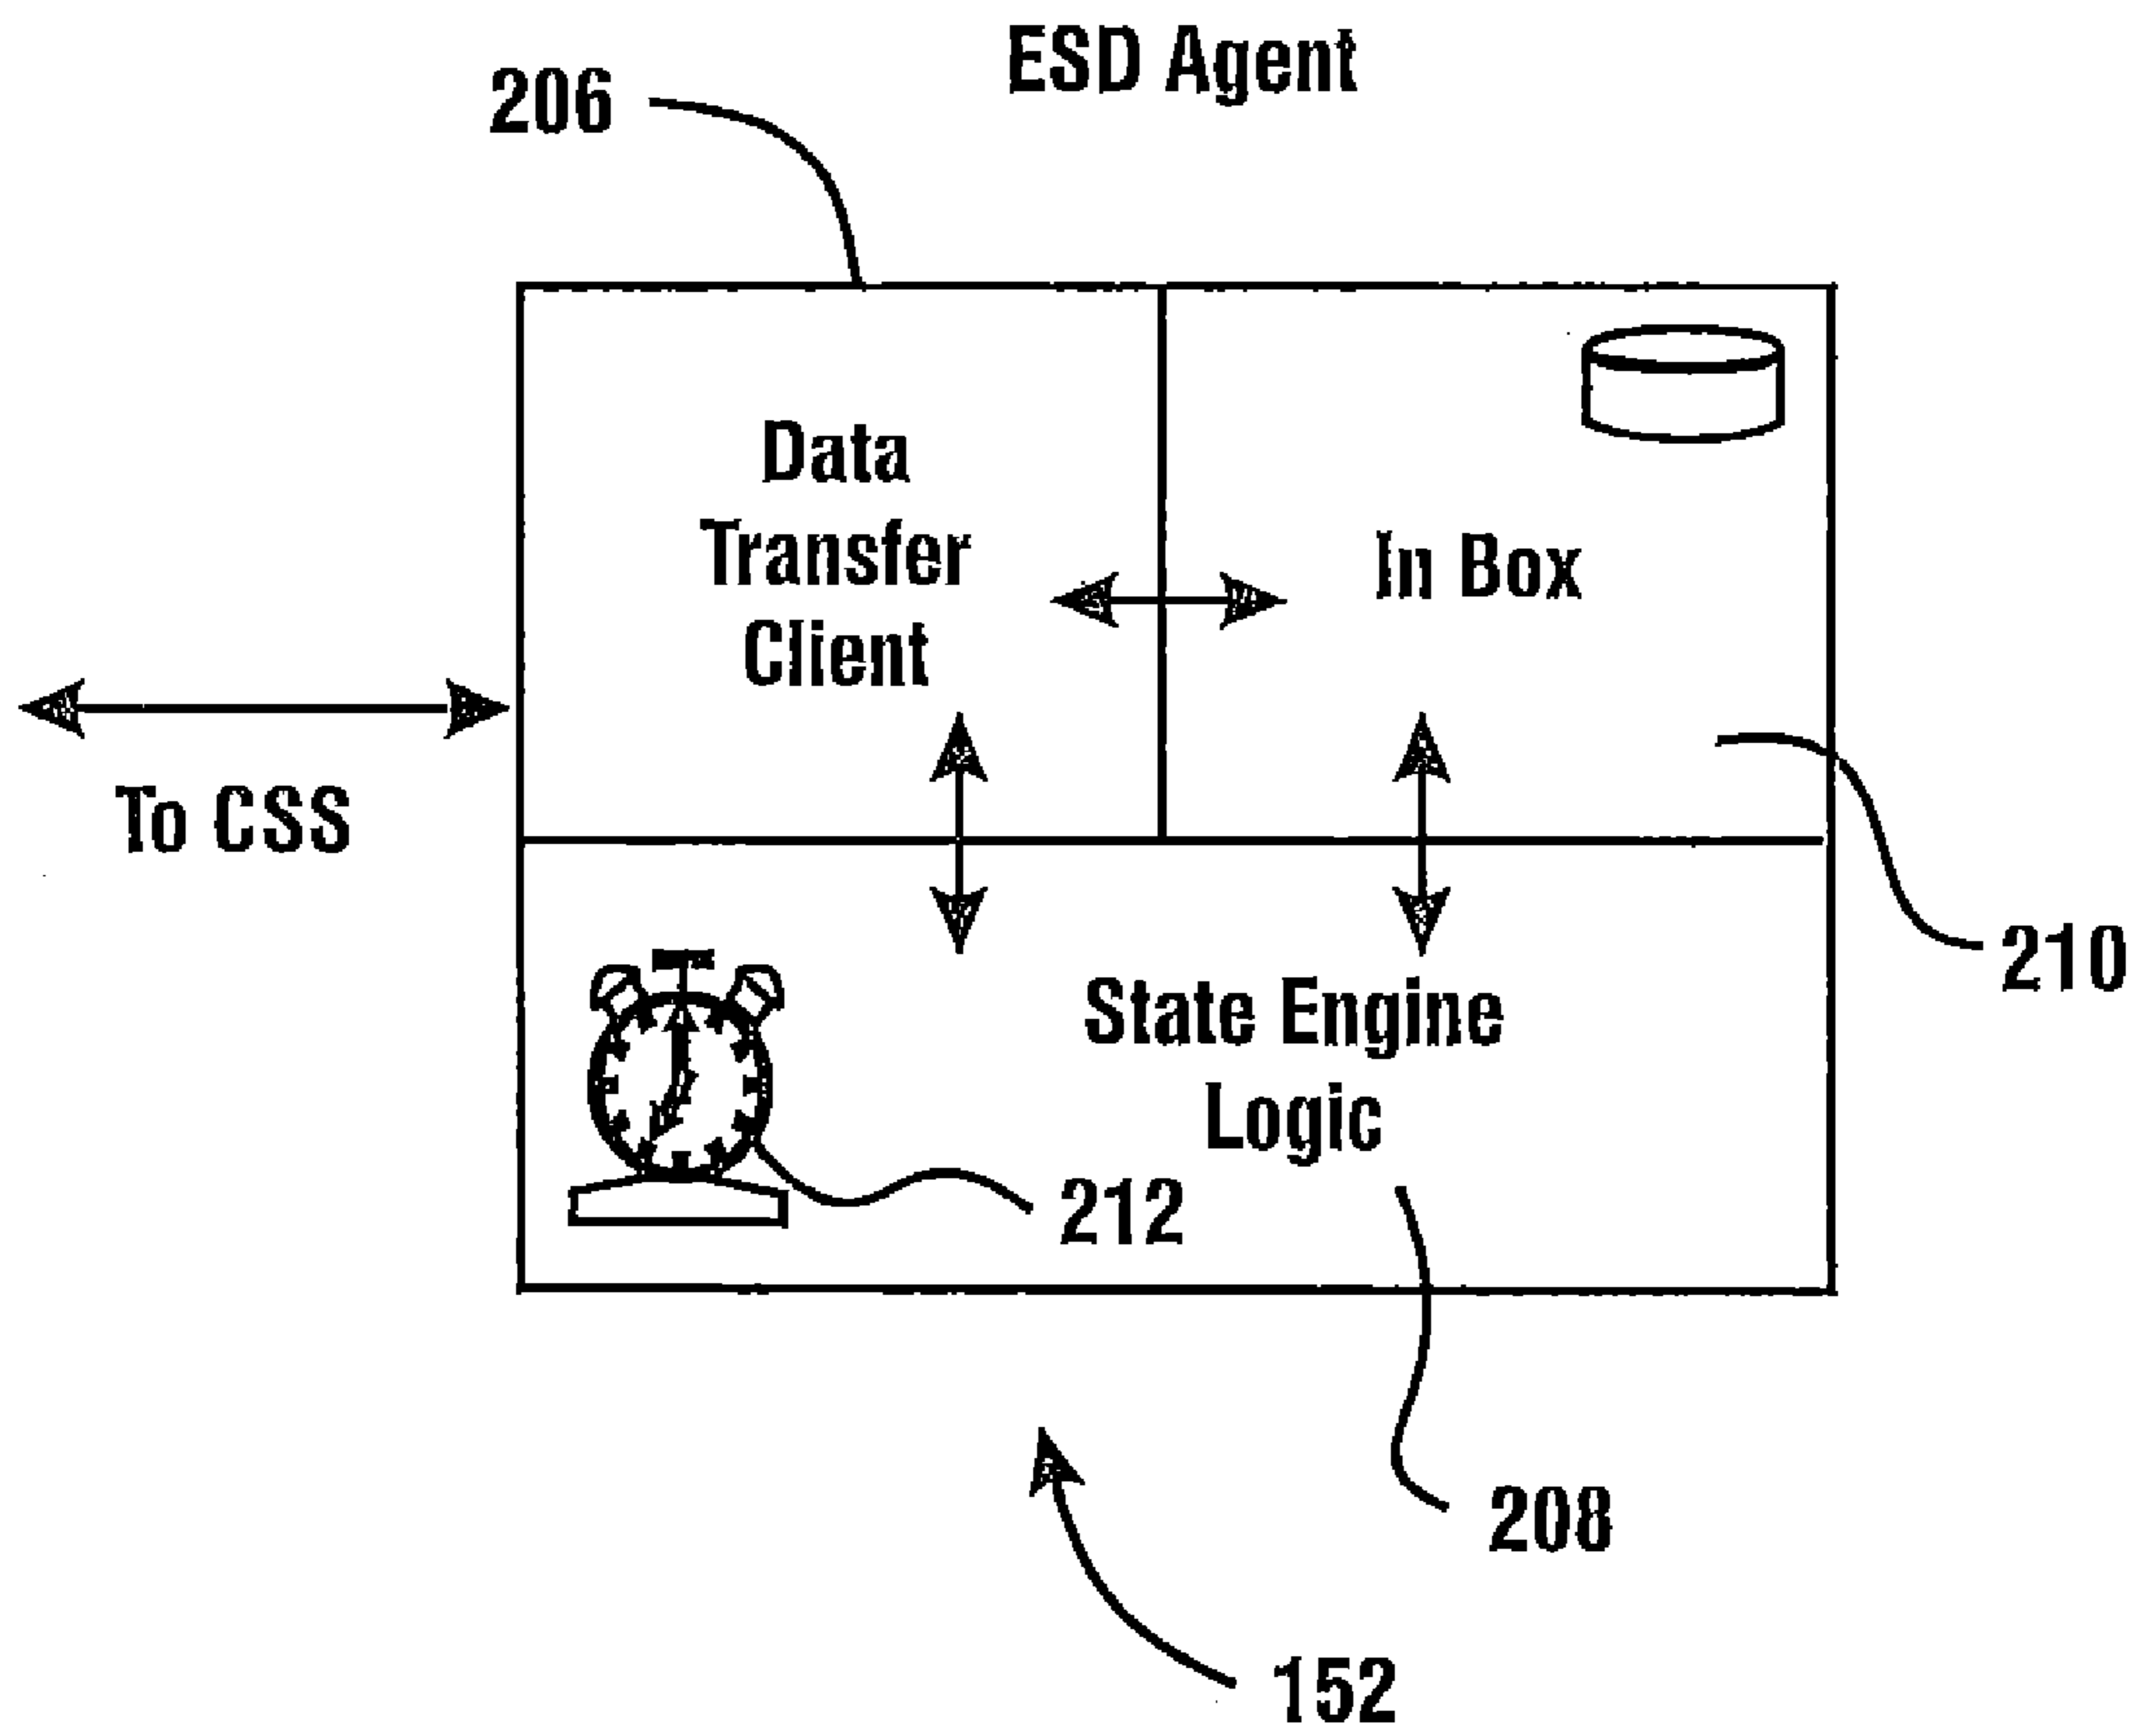 ESD Agent
206
Data
Transfer
Client
In Box
To CSS
210
State Engine
Logic
212
208
152